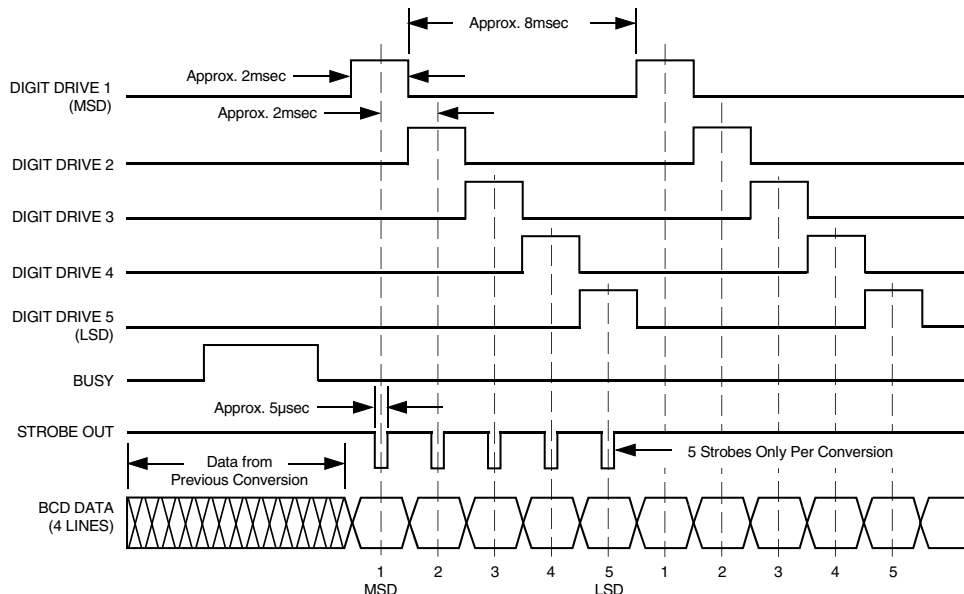 Approx. 8msec
DIGIT DRIVE 1
(MSD)
Approx. 2msec
Approx. 2msec
DIGIT DRIVE 2
DIGIT DRIVE 3
DIGIT DRIVE 4
DIGIT DRIVE 5
(LSD)
BUSY
Approx. 5µsec
STROBE OUT
5 Strobes Only Per Conversion
Data from
Previous Conversion
BCD DATA
(4 LINES)
1 2 3 4 5 1 2 3 4 5
MSD LSD